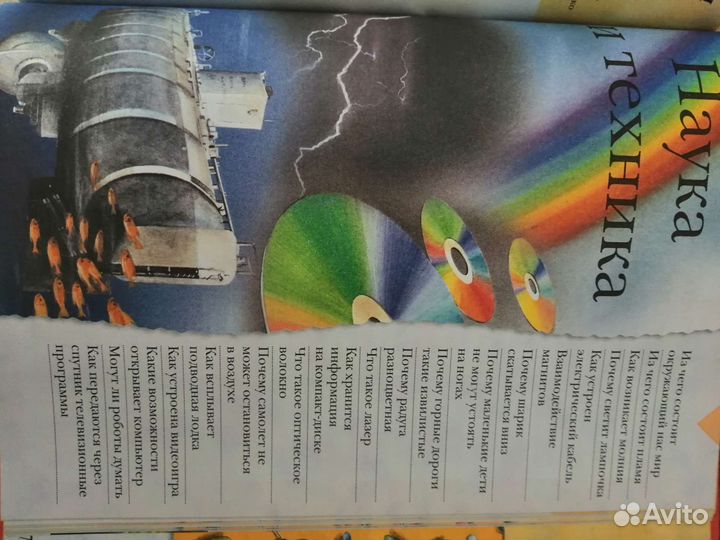 Наука
и техника
Из чего состоит
окружающий нас мир
Из чего состоит пламя
Как возникает молния
Почему светит лампочка
Как устроен
электрический кабель
Взаимодействие
магнитов
Почему шарик
скатывается вниз
Почему маленькие дети
не могут устоять
на ногах
Почему горные дороги
такие извилистые
Почему радуга
разноцветная
Что такое лазер
Как хранится
информация
на компакт-диске
Что такое оптическое
волокно
Почему самолет не
может остановиться
в воздухе
Как всплывает
подводная лодка
Как устроена видеоигра
Какие возможности
открывает компьютер
Могут ли роботы думать
Как передаются через
спутник телевизионные
программы
Avito